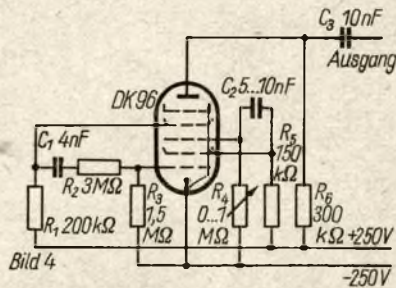 C₃ 10nF
Ausgang
DK96
C₂ 5...10nF
C₁ 4nF
R₂ 3MΩ
R₁ 200kΩ
R₃
1,5
MΩ
R₄
0...1
MΩ
R₅
150
kΩ
R₆
300
kΩ
+250V
-250V
Bild 4